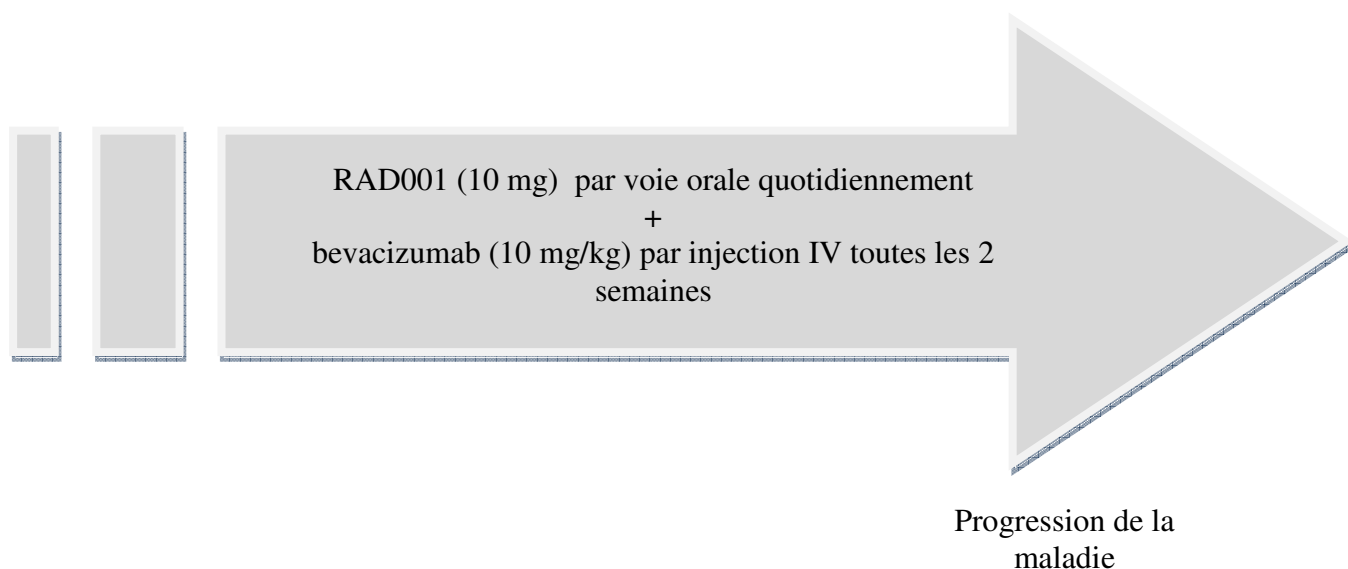 RAD001 (10 mg) par voie orale quotidiennement
+
bevacizumab (10 mg/kg) par injection IV toutes les 2
semaines
Progression de la
maladie